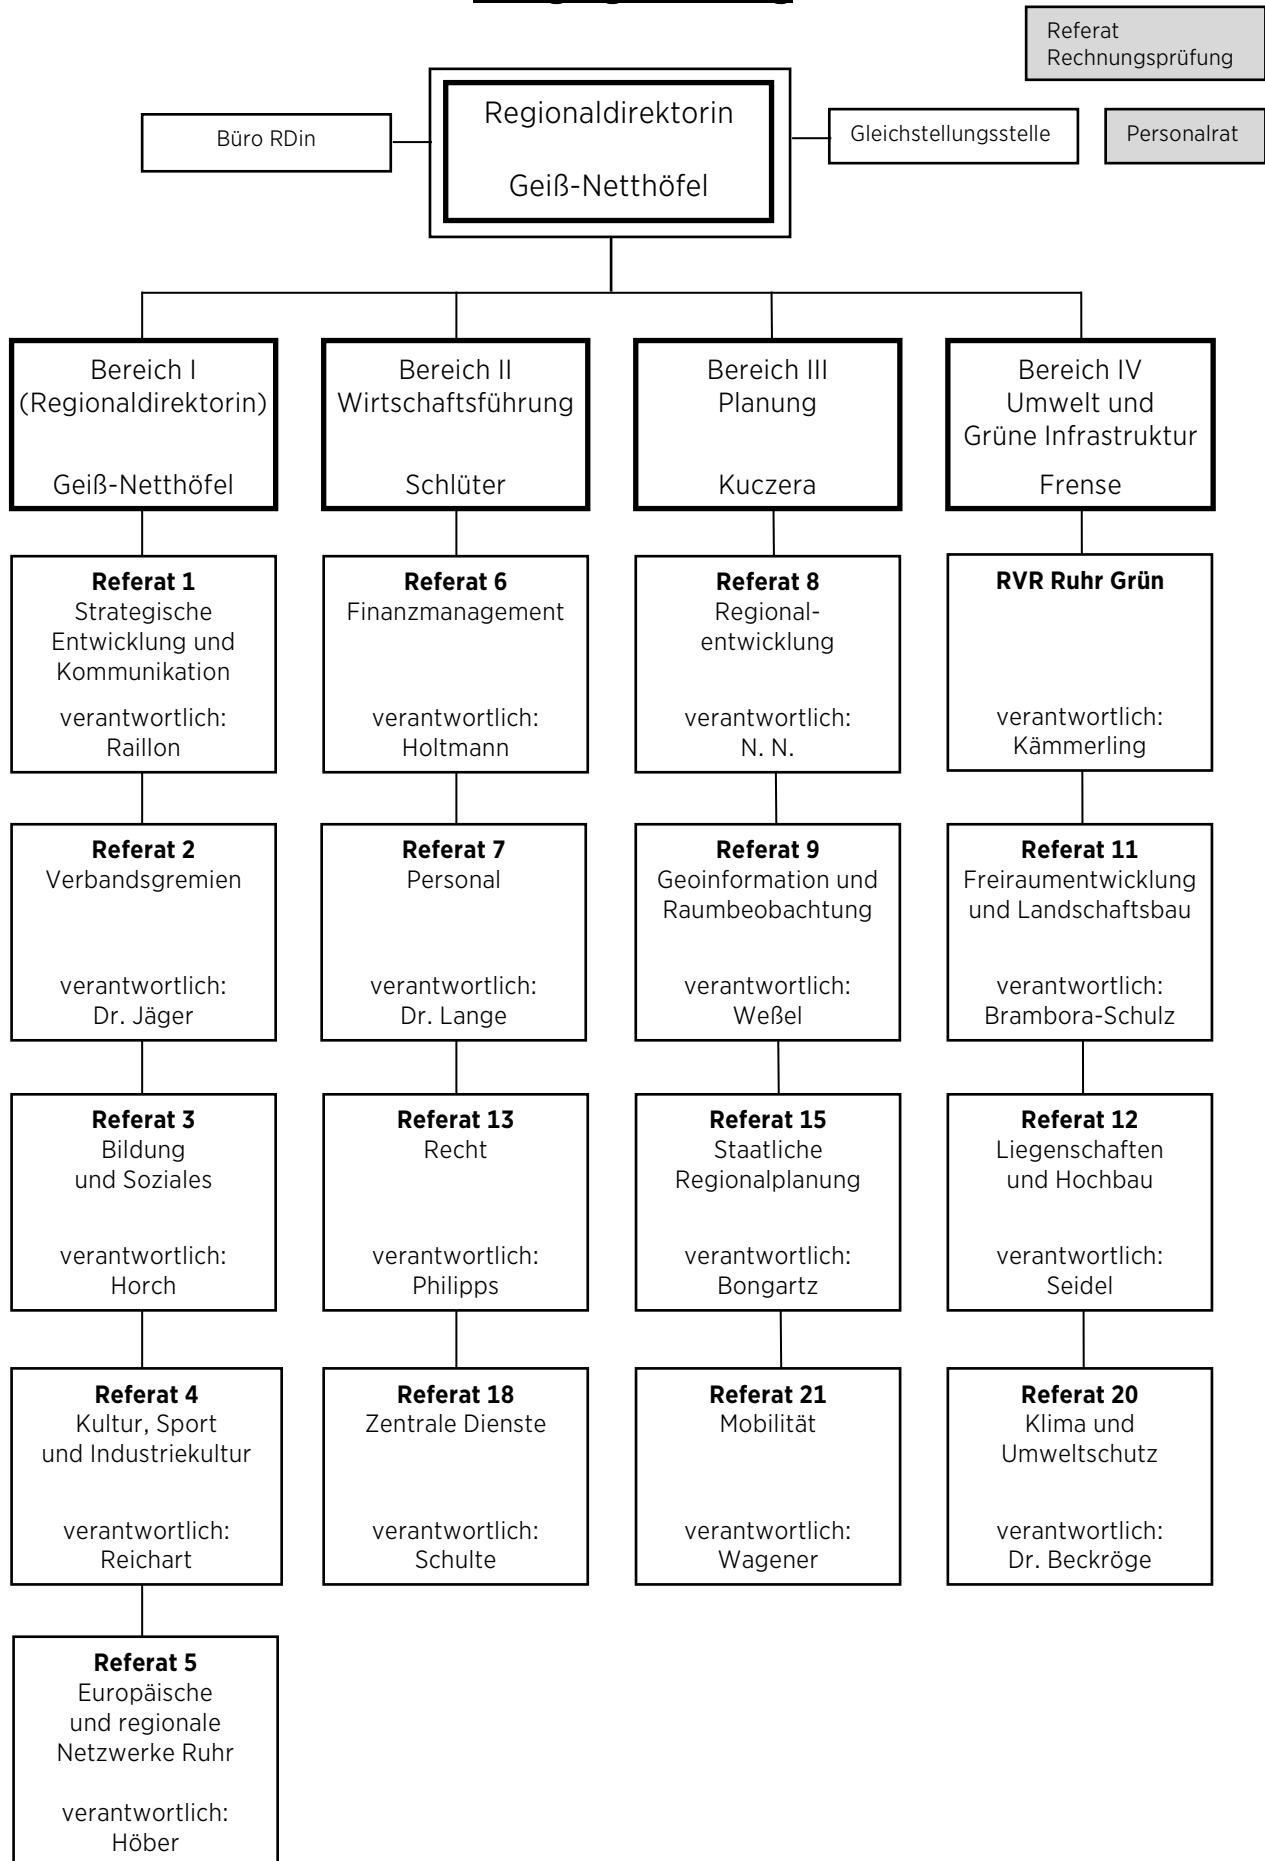 Referat
Rechnungsprüfung
Regionaldirektorin
Geiß-Netthöfel
Büro RDin
Gleichstellungsstelle
Personalrat
Bereich I
(Regionaldirektorin)
Geiß-Netthöfel
Bereich II
Wirtschaftsführung
Schlüter
Bereich III
Planung
Kuczera
Bereich IV
Umwelt und
Grüne Infrastruktur
Frense
Referat 1
Strategische
Entwicklung und
Kommunikation
verantwortlich:
Raillon
Referat 6
Finanzmanagement
verantwortlich:
Holtmann
Referat 8
Regional-
entwicklung
verantwortlich:
N. N.
RVR Ruhr Grün
verantwortlich:
Kämmerling
Referat 2
Verbandsgremien
verantwortlich:
Dr. Jäger
Referat 7
Personal
verantwortlich:
Dr. Lange
Referat 9
Geoinformation und
Raumbeobachtung
verantwortlich:
Weßel
Referat 11
Freiraumentwicklung
und Landschaftsbau
verantwortlich:
Brambora-Schulz
Referat 3
Bildung
und Soziales
verantwortlich:
Horch
Referat 13
Recht
verantwortlich:
Philipps
Referat 15
Staatliche
Regionalplanung
verantwortlich:
Bongartz
Referat 12
Liegenschaften
und Hochbau
verantwortlich:
Seidel
Referat 4
Kultur, Sport
und Industriekultur
verantwortlich:
Reichart
Referat 18
Zentrale Dienste
verantwortlich:
Schulte
Referat 21
Mobilität
verantwortlich:
Wagener
Referat 20
Klima und
Umweltschutz
verantwortlich:
Dr. Beckröge
Referat 5
Europäische
und regionale
Netzwerke Ruhr
verantwortlich:
Höber